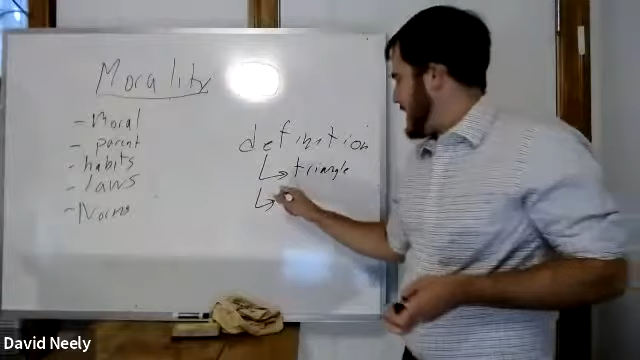 Morality
- Moral
- parent
- habits
- laws
- Norms
definition
↳ triangle
↳
David Neely